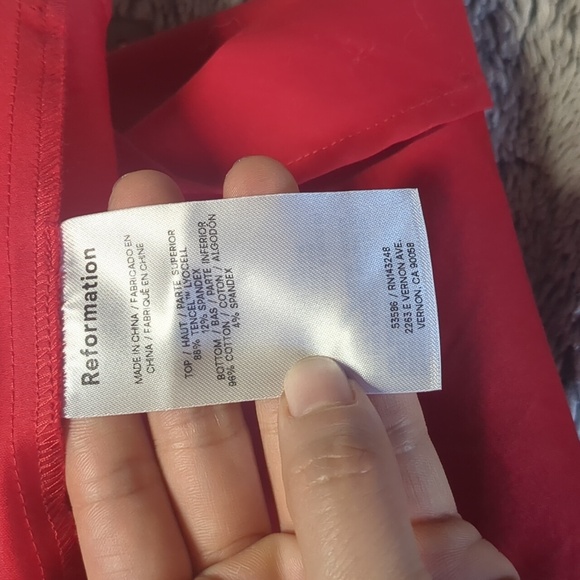 Reformation
MADE IN CHINA / FABRICADO EN
CHINA / FABRIQUÉ EN CHINE
TOP / HAUT / PARTE SUPERIOR
88% TENCEL™ LYOCELL
12% SPANDEX
BOTTOM / BAS / PARTE INFERIOR
96% COTTON / COTON / ALGODÓN
4% SPANDEX
53586 / RN143248
2263 E VERNON AVE.
VERNON, CA 90058